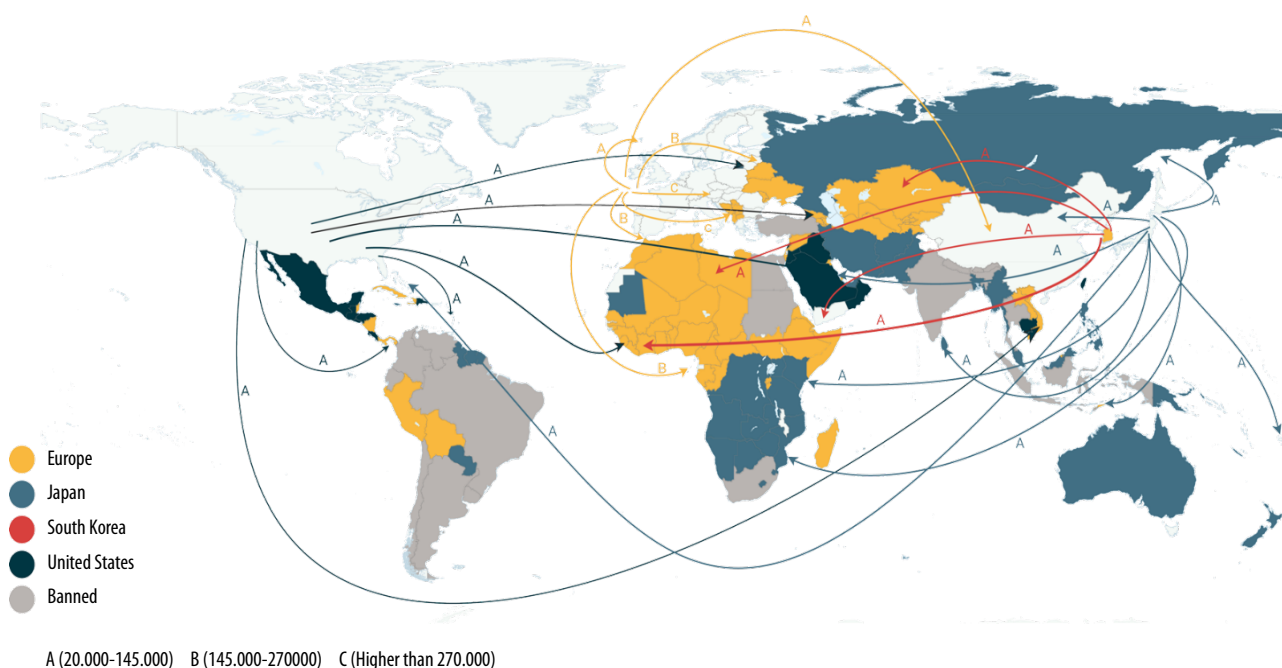 A
A
B
A
A
C
A
B
C
A
A
A
A
A
A
A
A
A
A
B
A
A
A
A
A
Europe
Japan
South Korea
United States
Banned
A (20.000-145.000) B (145.000-270000) C (Higher than 270.000)